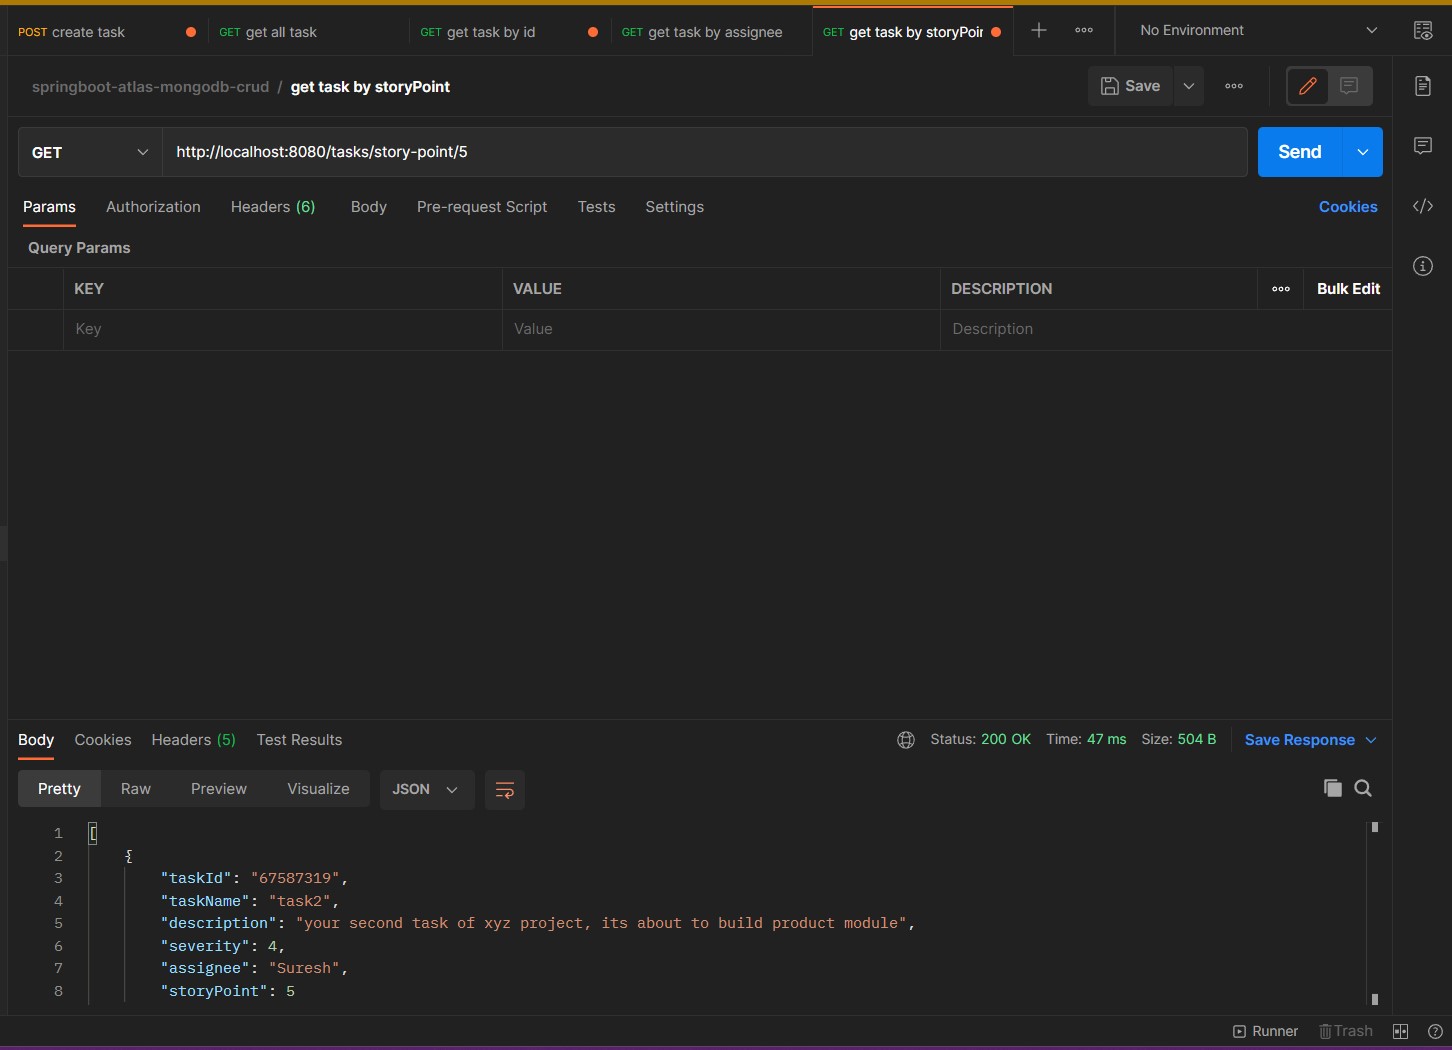 POST create task GET get all task GET get task by id GET get task by assignee GET get task by storyPoir No Environment
springboot-atlas-mongodb-crud / get task by storyPoint Save
GET http://localhost:8080/tasks/story-point/5 Send
Params Authorization Headers (6) Body Pre-request Script Tests Settings Cookies
Query Params
KEY VALUE DESCRIPTION Bulk Edit
Key Value Description
Body Cookies Headers (5) Test Results Status: 200 OK Time: 47 ms Size: 504 B Save Response
Pretty Raw Preview Visualize JSON
1 [
2 {
3 "taskId": "67587319",
4 "taskName": "task2",
5 "description": "your second task of xyz project, its about to build product module",
6 "severity": 4,
7 "assignee": "Suresh",
8 "storyPoint": 5
Runner Trash